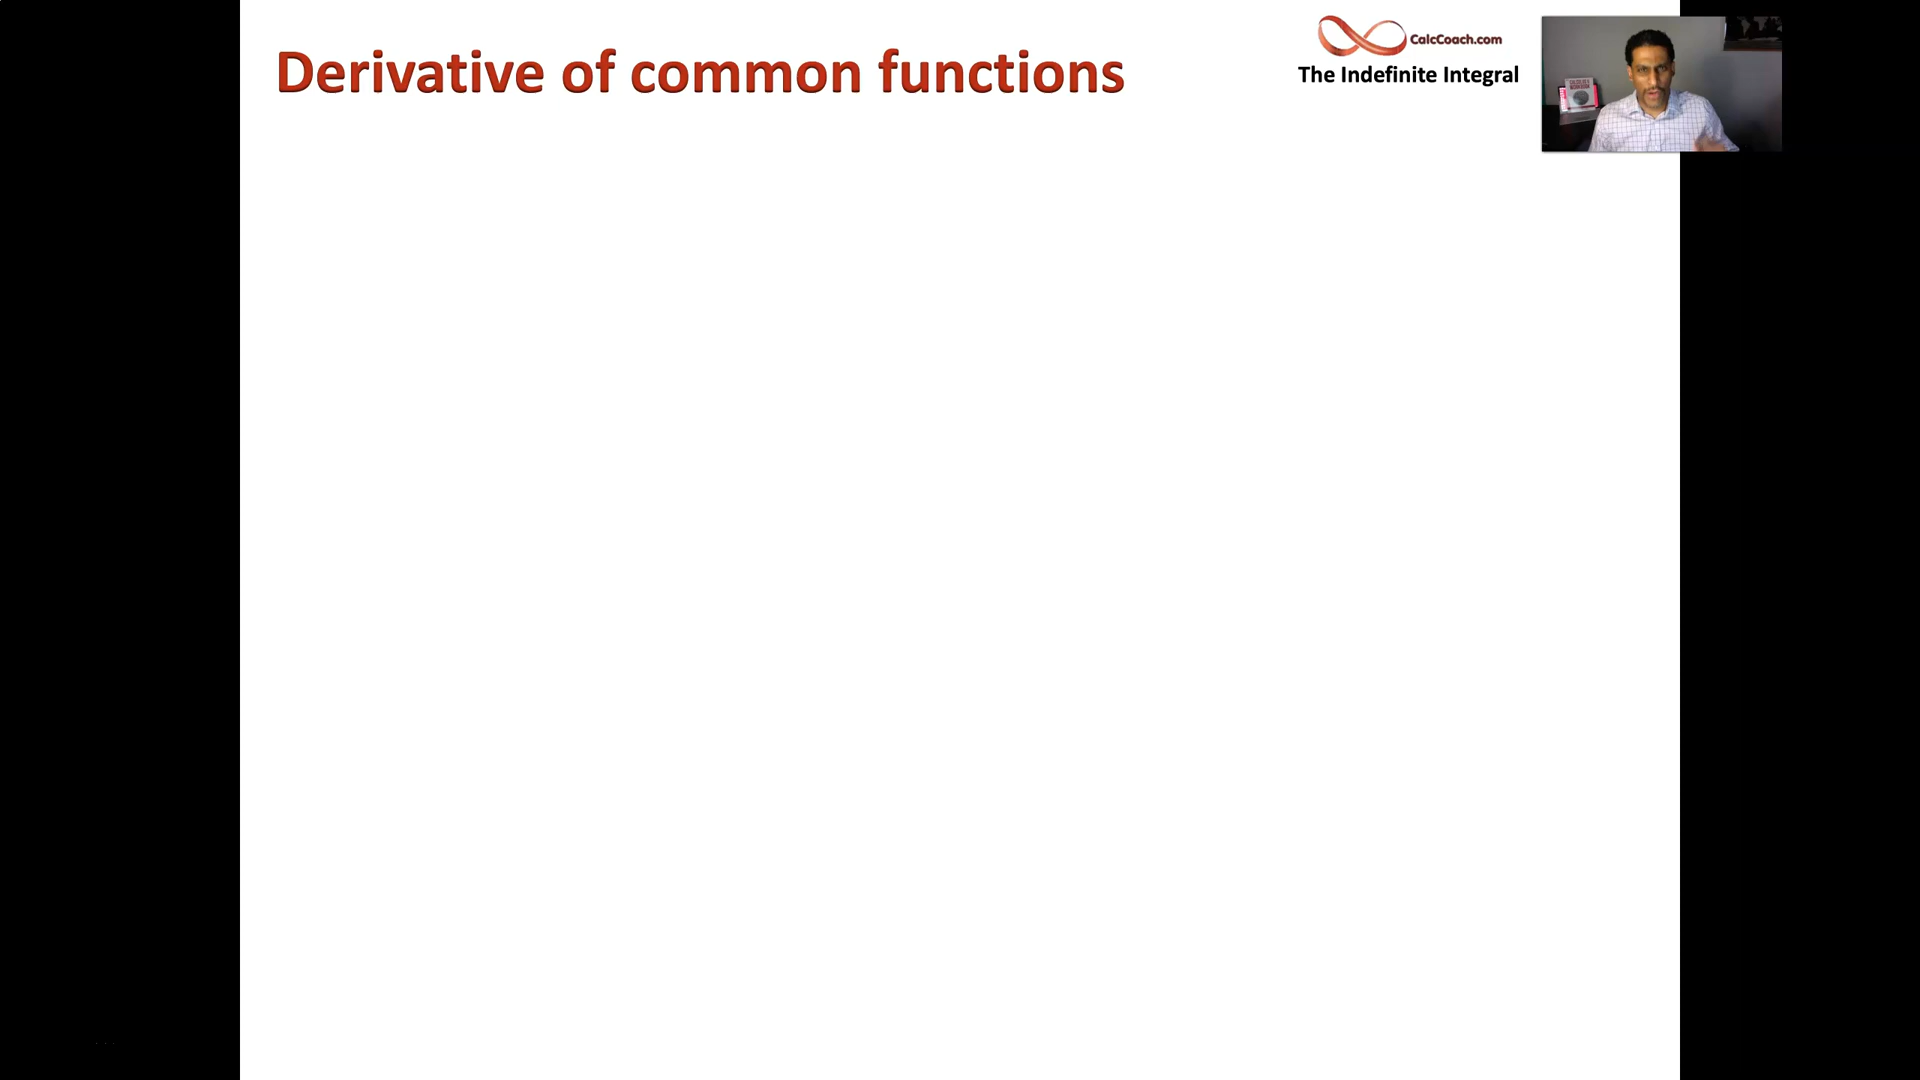 Derivative of common functions
CalcCoach.com
The Indefinite Integral